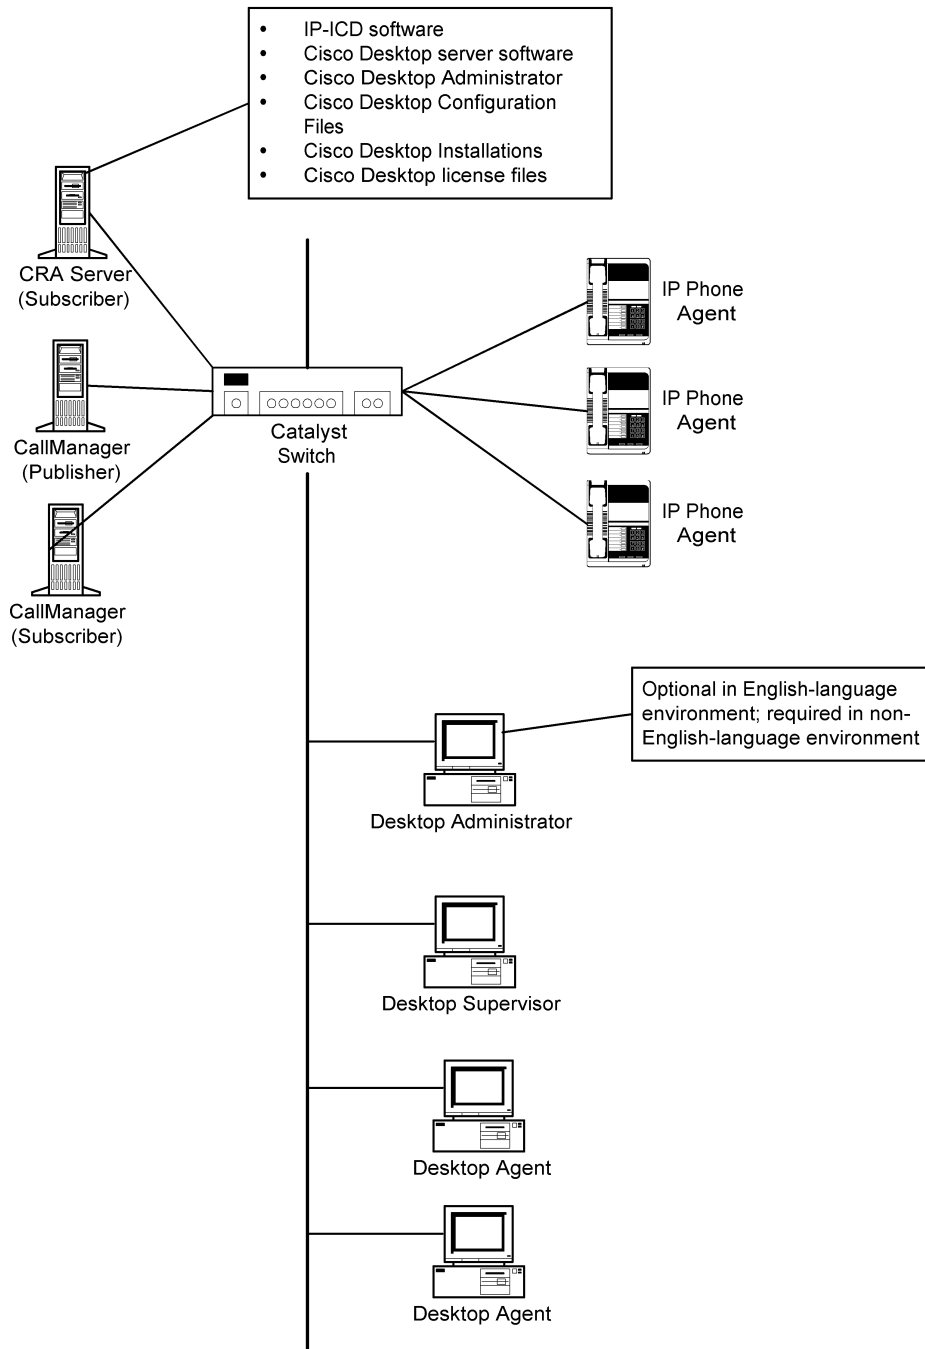 • IP-ICD software
• Cisco Desktop server software
• Cisco Desktop Administrator
• Cisco Desktop Configuration
Files
• Cisco Desktop Installations
• Cisco Desktop license files
CRA Server
(Subscriber)
IP Phone
Agent
CallManager
(Publisher)
Catalyst
Switch
IP Phone
Agent
CallManager
(Subscriber)
IP Phone
Agent
Optional in English-language
environment; required in non-
English-language environment
Desktop Administrator
Desktop Supervisor
Desktop Agent
Desktop Agent